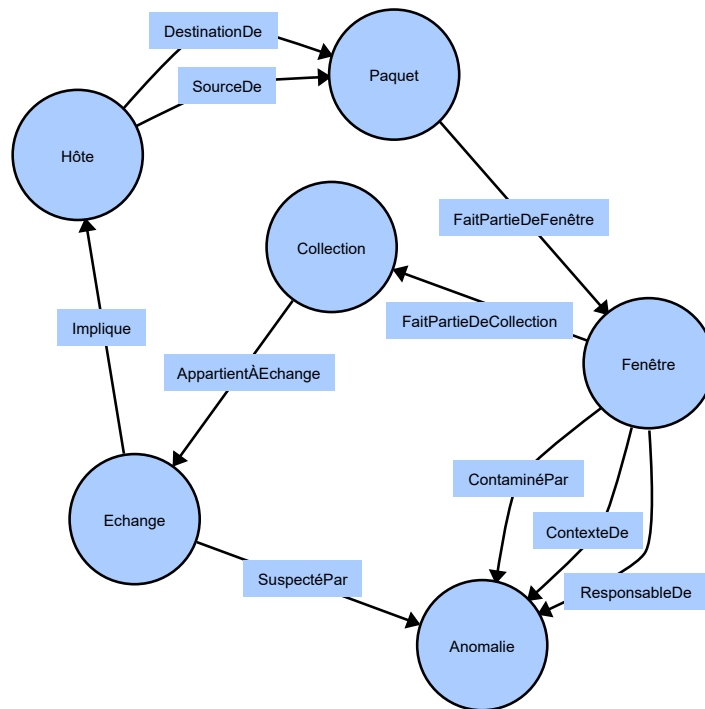 DestinationDe
Paquet
SourceDe
Hôte
FaitPartieDeFenêtre
Collection
Implique
FaitPartieDeCollection
Fenêtre
AppartientÀEchange
ContaminéPar
Echange
ContexteDe
SuspectéPar
ResponsableDe
Anomalie